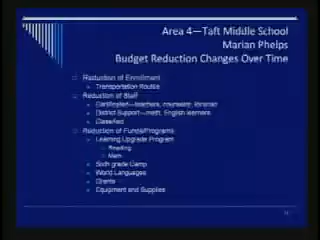 Area 4—Taft Middle School
Marian Phelps
Budget Reduction Changes Over Time
Reduction of Enrollment
Transportation Routes
Reduction of Staff
Certificated—teachers, counselor, librarian
District Support—math, English learners
Classified
Reduction of Funds/Programs
Learning Upgrade Program
Reading
Math
Sixth grade Camp
World Languages
Grants
Equipment and Supplies